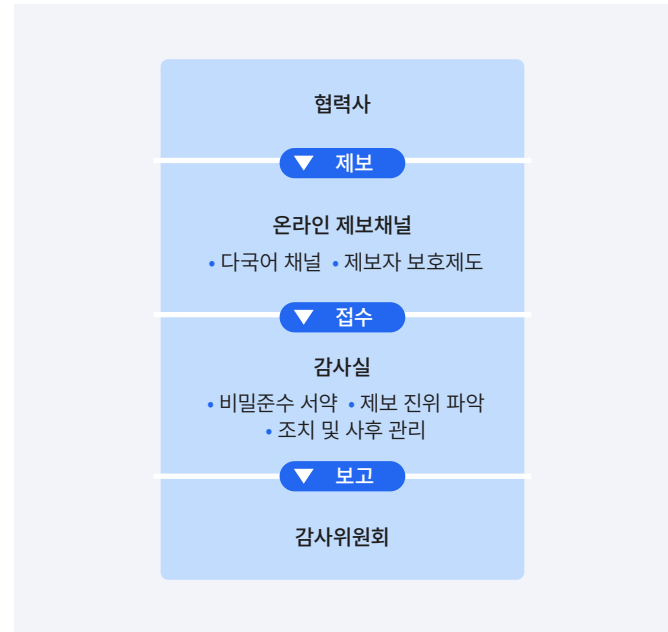 협력사
▼ 제보
온라인 제보채널
• 다국어 채널 • 제보자 보호제도
▼ 접수
감사실
• 비밀준수 서약 • 제보 진위 파악
• 조치 및 사후 관리
▼ 보고
감사위원회